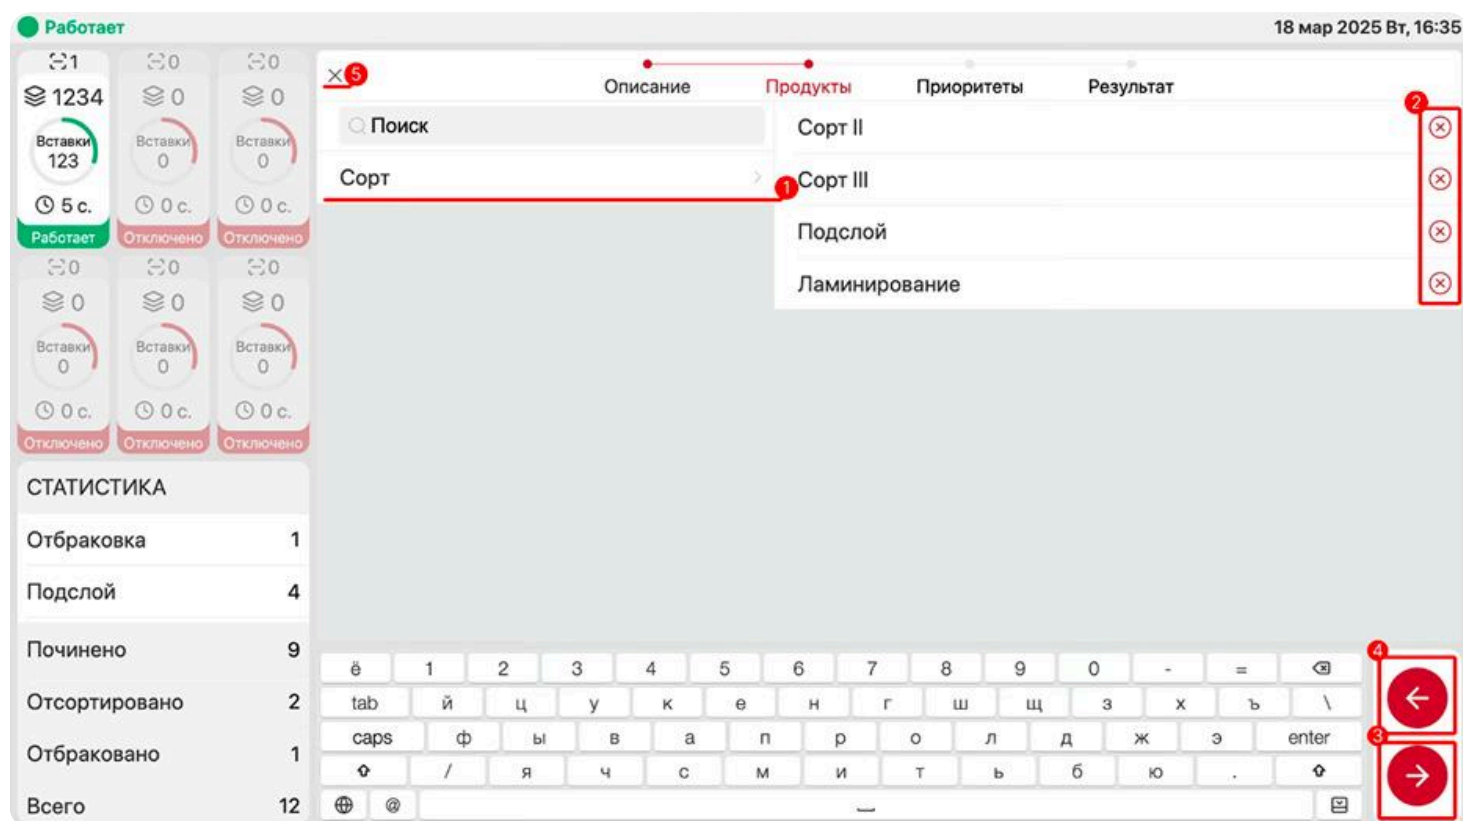 Работает
18 мар 2025 Вт, 16:35
1
0
0
1234
0
0
Вставки
123
Вставки
0
Вставки
0
5 с.
0 с.
0 с.
Работает
Отключено
Отключено
0
0
0
0
0
0
Вставки
0
Вставки
0
Вставки
0
0 с.
0 с.
0 с.
Отключено
Отключено
Отключено
СТАТИСТИКА
Отбраковка 1
Подслой 4
Починено 9
Отсортировано 2
Отбраковано 1
Всего 12
5
Описание
Продукты
Приоритеты
Результат
Поиск
Сорт
1
2
Сорт II
Сорт III
Подслой
Ламинирование
ё 1 2 3 4 5 6 7 8 9 0 - =
tab й ц у к е н г ш щ з х ъ \
caps ф ы в а п р о л д ж э enter
/ я ч с м и т ь б ю .
@
4
3